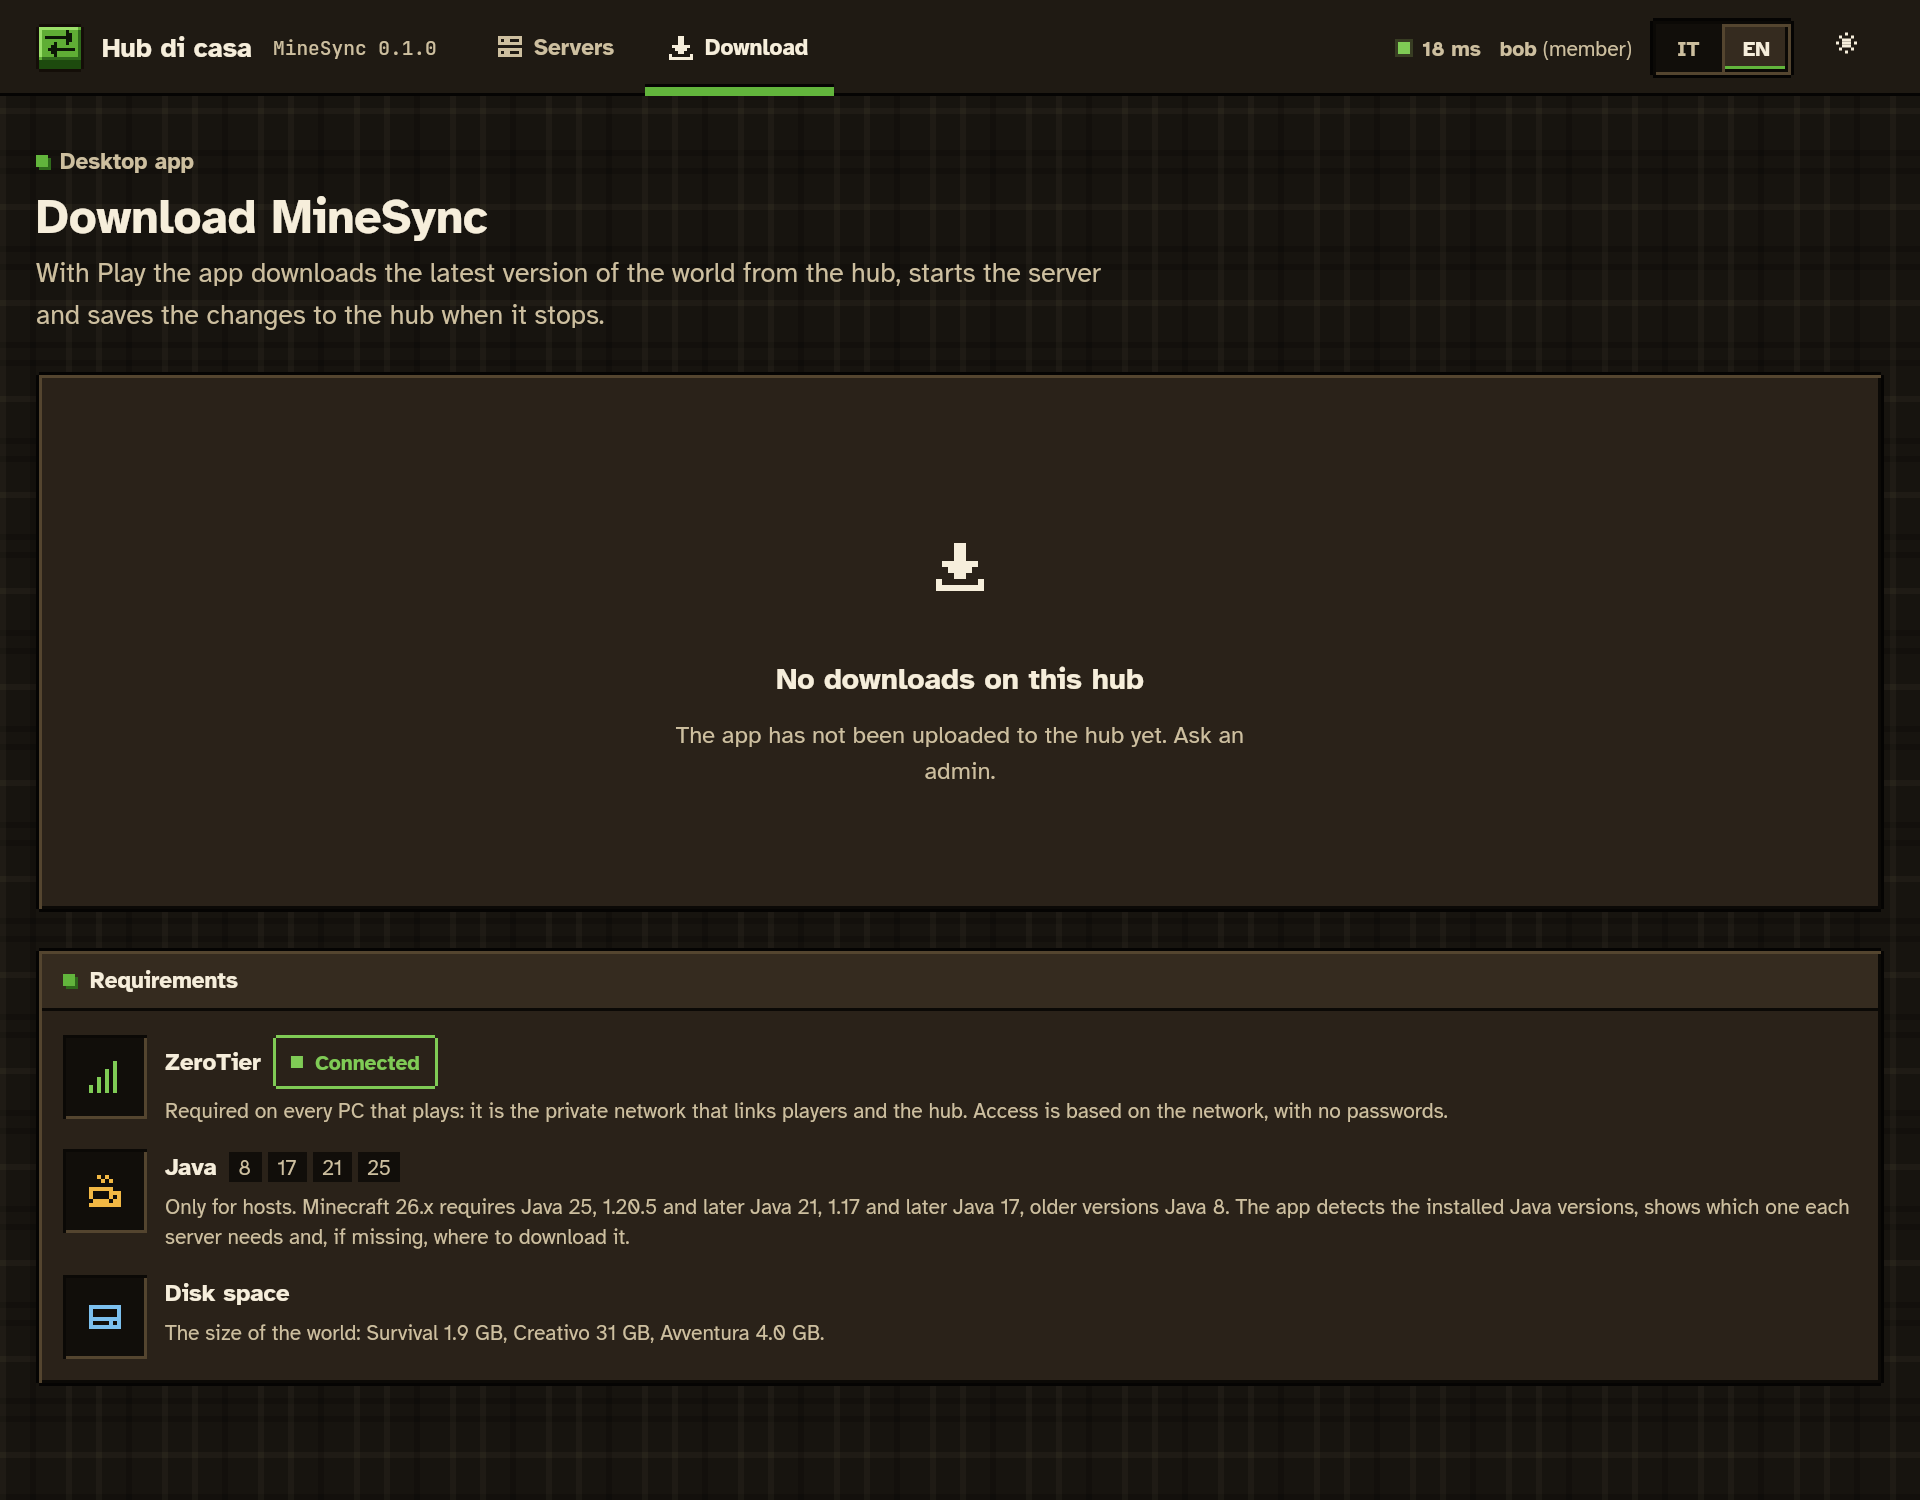 Hub di casa MineSync 0.1.0 Servers Download 18 ms bob (member) IT EN
Desktop app
Download MineSync
With Play the app downloads the latest version of the world from the hub, starts the server
and saves the changes to the hub when it stops.
No downloads on this hub
The app has not been uploaded to the hub yet. Ask an
admin.
Requirements
ZeroTier Connected
Required on every PC that plays: it is the private network that links players and the hub. Access is based on the network, with no passwords.
Java 8 17 21 25
Only for hosts. Minecraft 26.x requires Java 25, 1.20.5 and later Java 21, 1.17 and later Java 17, older versions Java 8. The app detects the installed Java versions, shows which one each
server needs and, if missing, where to download it.
Disk space
The size of the world: Survival 1.9 GB, Creativo 31 GB, Avventura 4.0 GB.